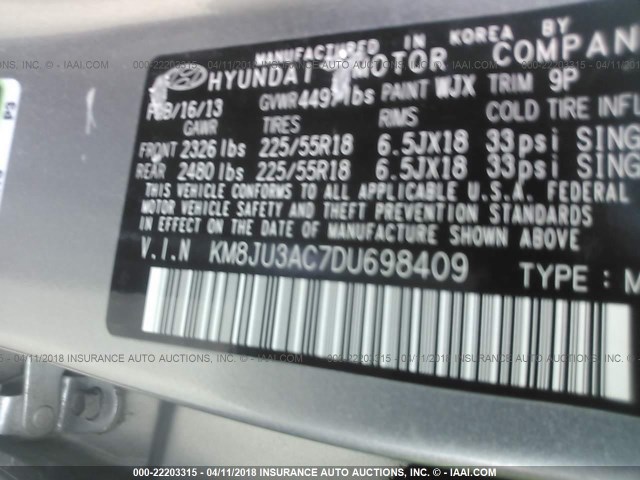 MANUFACTURED IN KOREA BY
HYUNDAI MOTOR COMPAN
/16/13 GVWR lbs PAINT WJX TRIM 9P
GAWR TIRES RIMS COLD TIRE INFL
FRONT 2326 lbs 225/55R18 6.5JX18 33psi SING
REAR 2480 lbs 225/55R18 6.5JX18 33psi SING
THIS VEHICLE CONFORMS TO ALL APPLICABLE U.S.A. FEDERAL
MOTOR VEHICLE SAFETY AND THEFT PREVENTION STANDARDS
IN EFFECT ON THE DATE OF MANUFACTURE SHOWN ABOVE
V.I.N KM8JU3AC7DU698409 TYPE : M
000-22203315 - 04/11/2018 INSURANCE AUTO AUCTIONS, INC. - © IAAI.COM